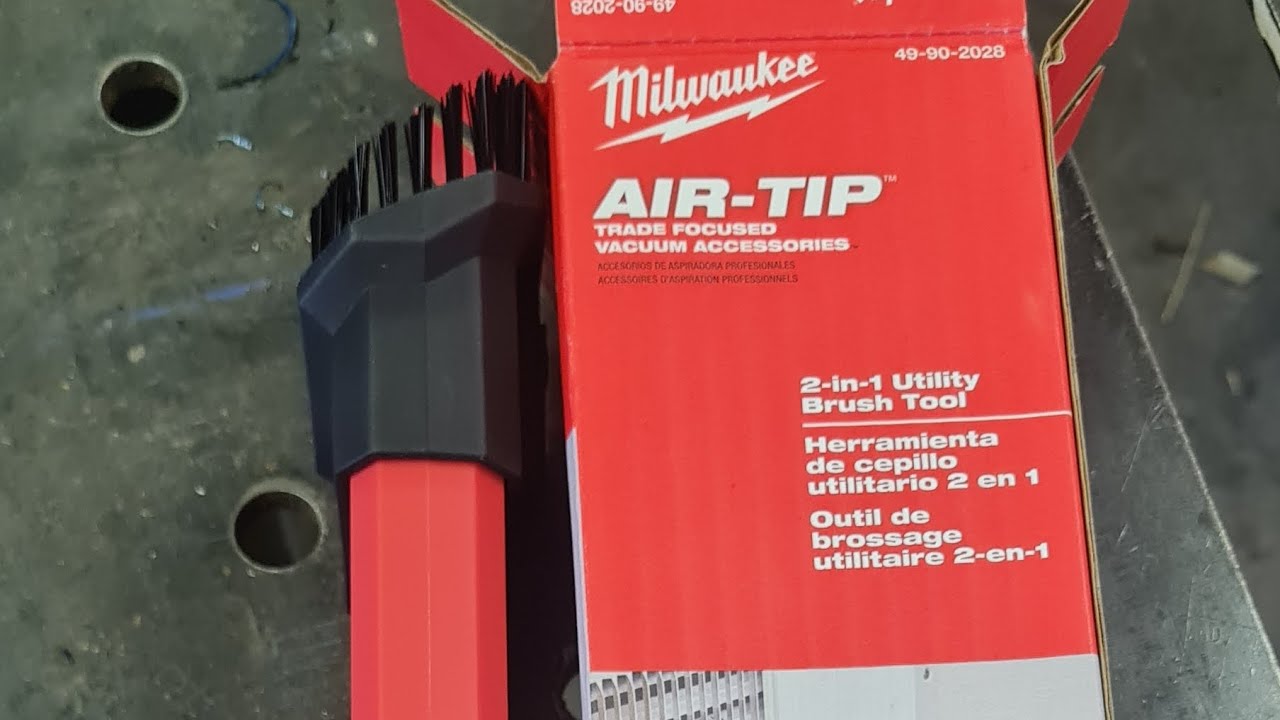 49-90-2028
Milwaukee
49-90-2028
AIR-TIP™
TRADE FOCUSED
VACUUM ACCESSORIES™
ACCESORIOS DE ASPIRADORA PROFESIONALES
ACCESSOIRES D'ASPIRATION PROFESSIONNELS
2-in-1 Utility
Brush Tool
Herramienta
de cepillo
utilitario 2 en 1
Outil de
brossage
utilitaire 2-en-1